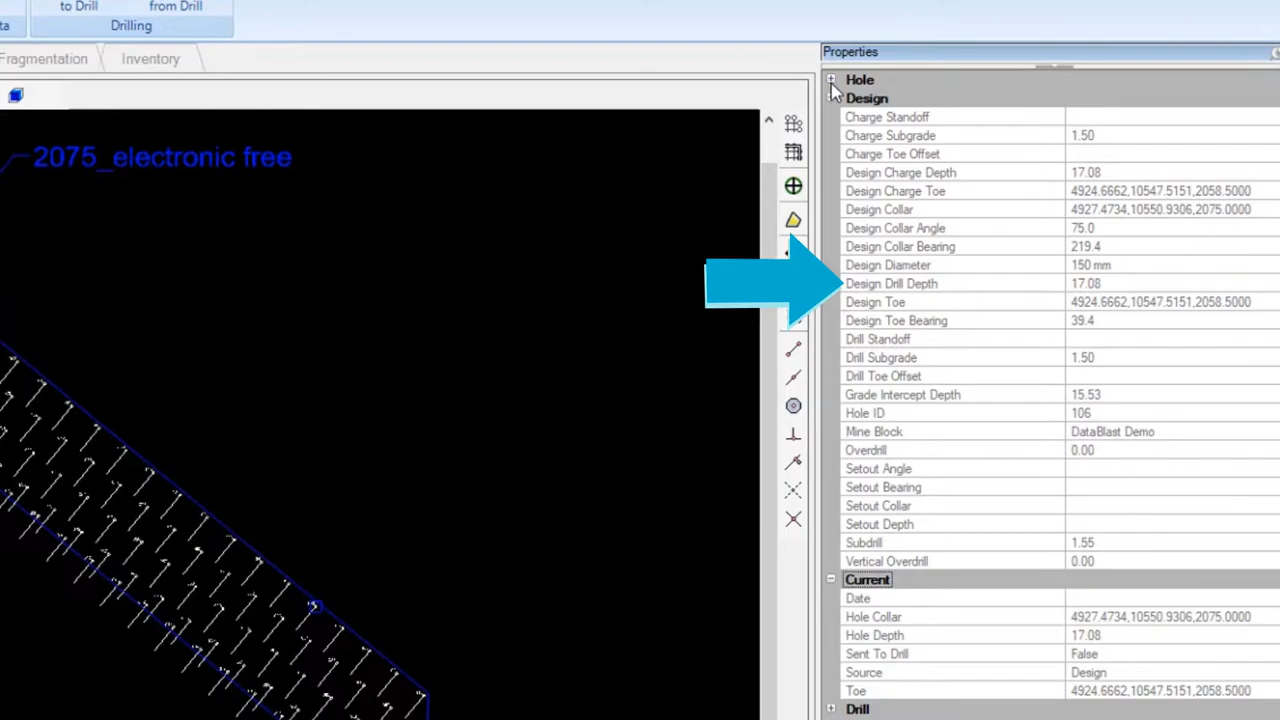 to Drill from Drill
ta Drilling
Fragmentation Inventory
Properties
2075_electronic free
Hole
Design
Charge Standoff
Charge Subgrade 1.50
Charge Toe Offset
Design Charge Depth 17.08
Design Charge Toe 4924.6662,10547.5151,2058.5000
Design Collar 4927.4734,10550.9306,2075.0000
Design Collar Angle 75.0
Design Collar Bearing 219.4
Design Diameter 150 mm
Design Drill Depth 17.08
Design Toe 4924.6662,10547.5151,2058.5000
Design Toe Bearing 39.4
Drill Standoff
Drill Subgrade 1.50
Drill Toe Offset
Grade Intercept Depth 15.53
Hole ID 106
Mine Block DataBlast Demo
Overdrill 0.00
Setout Angle
Setout Bearing
Setout Collar
Setout Depth
Subdrill 1.55
Vertical Overdrill 0.00
Current
Date
Hole Collar 4927.4734,10550.9306,2075.0000
Hole Depth 17.08
Sent To Drill False
Source Design
Toe 4924.6662,10547.5151,2058.5000
Drill